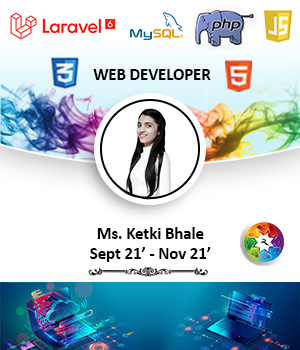 Laravel 6
MySQL
php
JS
3
WEB DEVELOPER
5
Ms. Ketki Bhale
Sept 21’ - Nov 21’